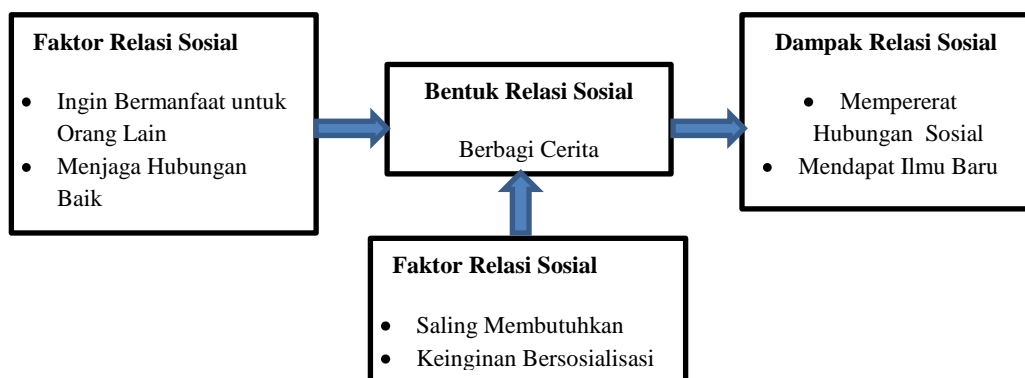 Faktor Relasi Sosial
• Ingin Bermanfaat untuk
Orang Lain
• Menjaga Hubungan
Baik
Bentuk Relasi Sosial
Berbagi Cerita
Dampak Relasi Sosial
• Mempererat
Hubungan Sosial
• Mendapat Ilmu Baru
Faktor Relasi Sosial
• Saling Membutuhkan
• Keinginan Bersosialisasi